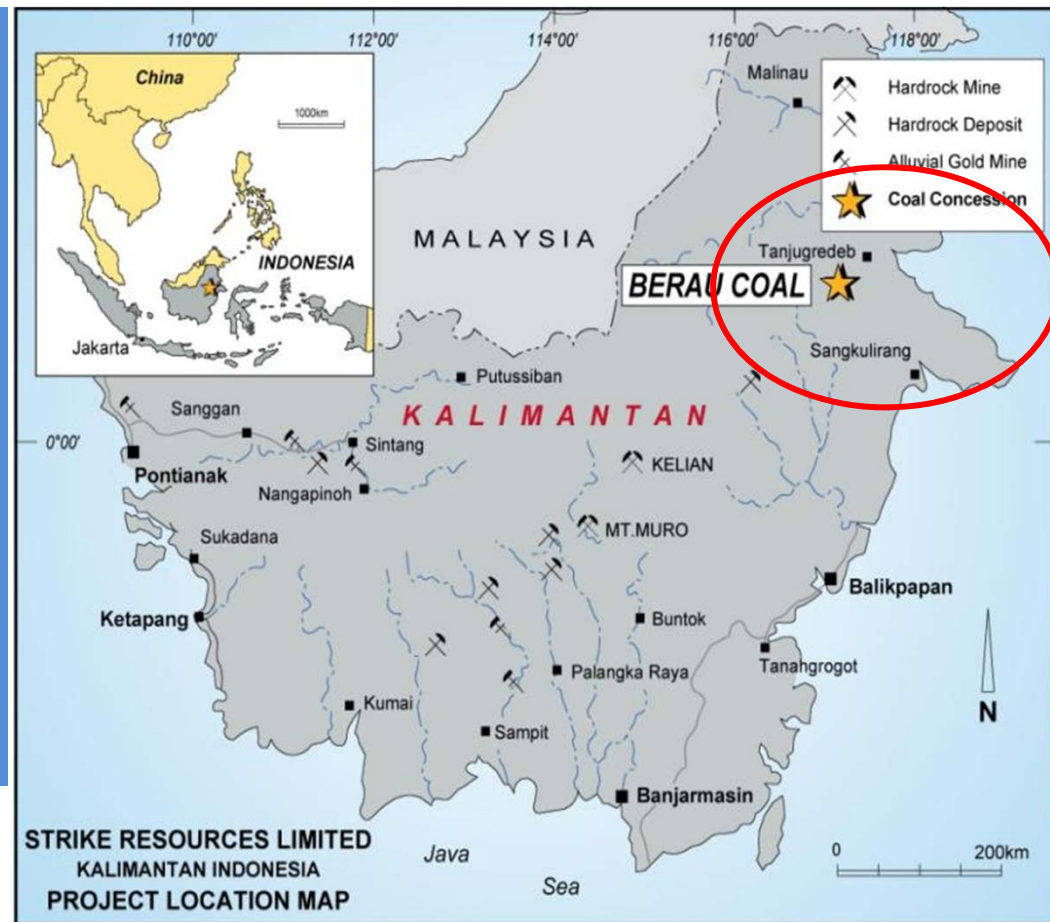 110°00'
112°00'
114°00'
116°00'
118°00'
China
1000km
INDONESIA
Jakarta
Malinau
Hardrock Mine
Hardrock Deposit
Alluvial Gold Mine
Coal Concession
MALAYSIA
Tanjugredeb
BERAU COAL
Sangkulirang
Putussiban
KALIMANTAN
Sanggan
0°00'
Sintang
Pontianak
KELIAN
Nangapinoh
MT.MURO
Sukadana
Balikpapan
Ketapang
Buntok
Tanahgrogot
Palangka Raya
Kumai
N
Sampit
Banjarmasin
STRIKE RESOURCES LIMITED
KALIMANTAN INDONESIA
PROJECT LOCATION MAP
Java
Sea
0
200km